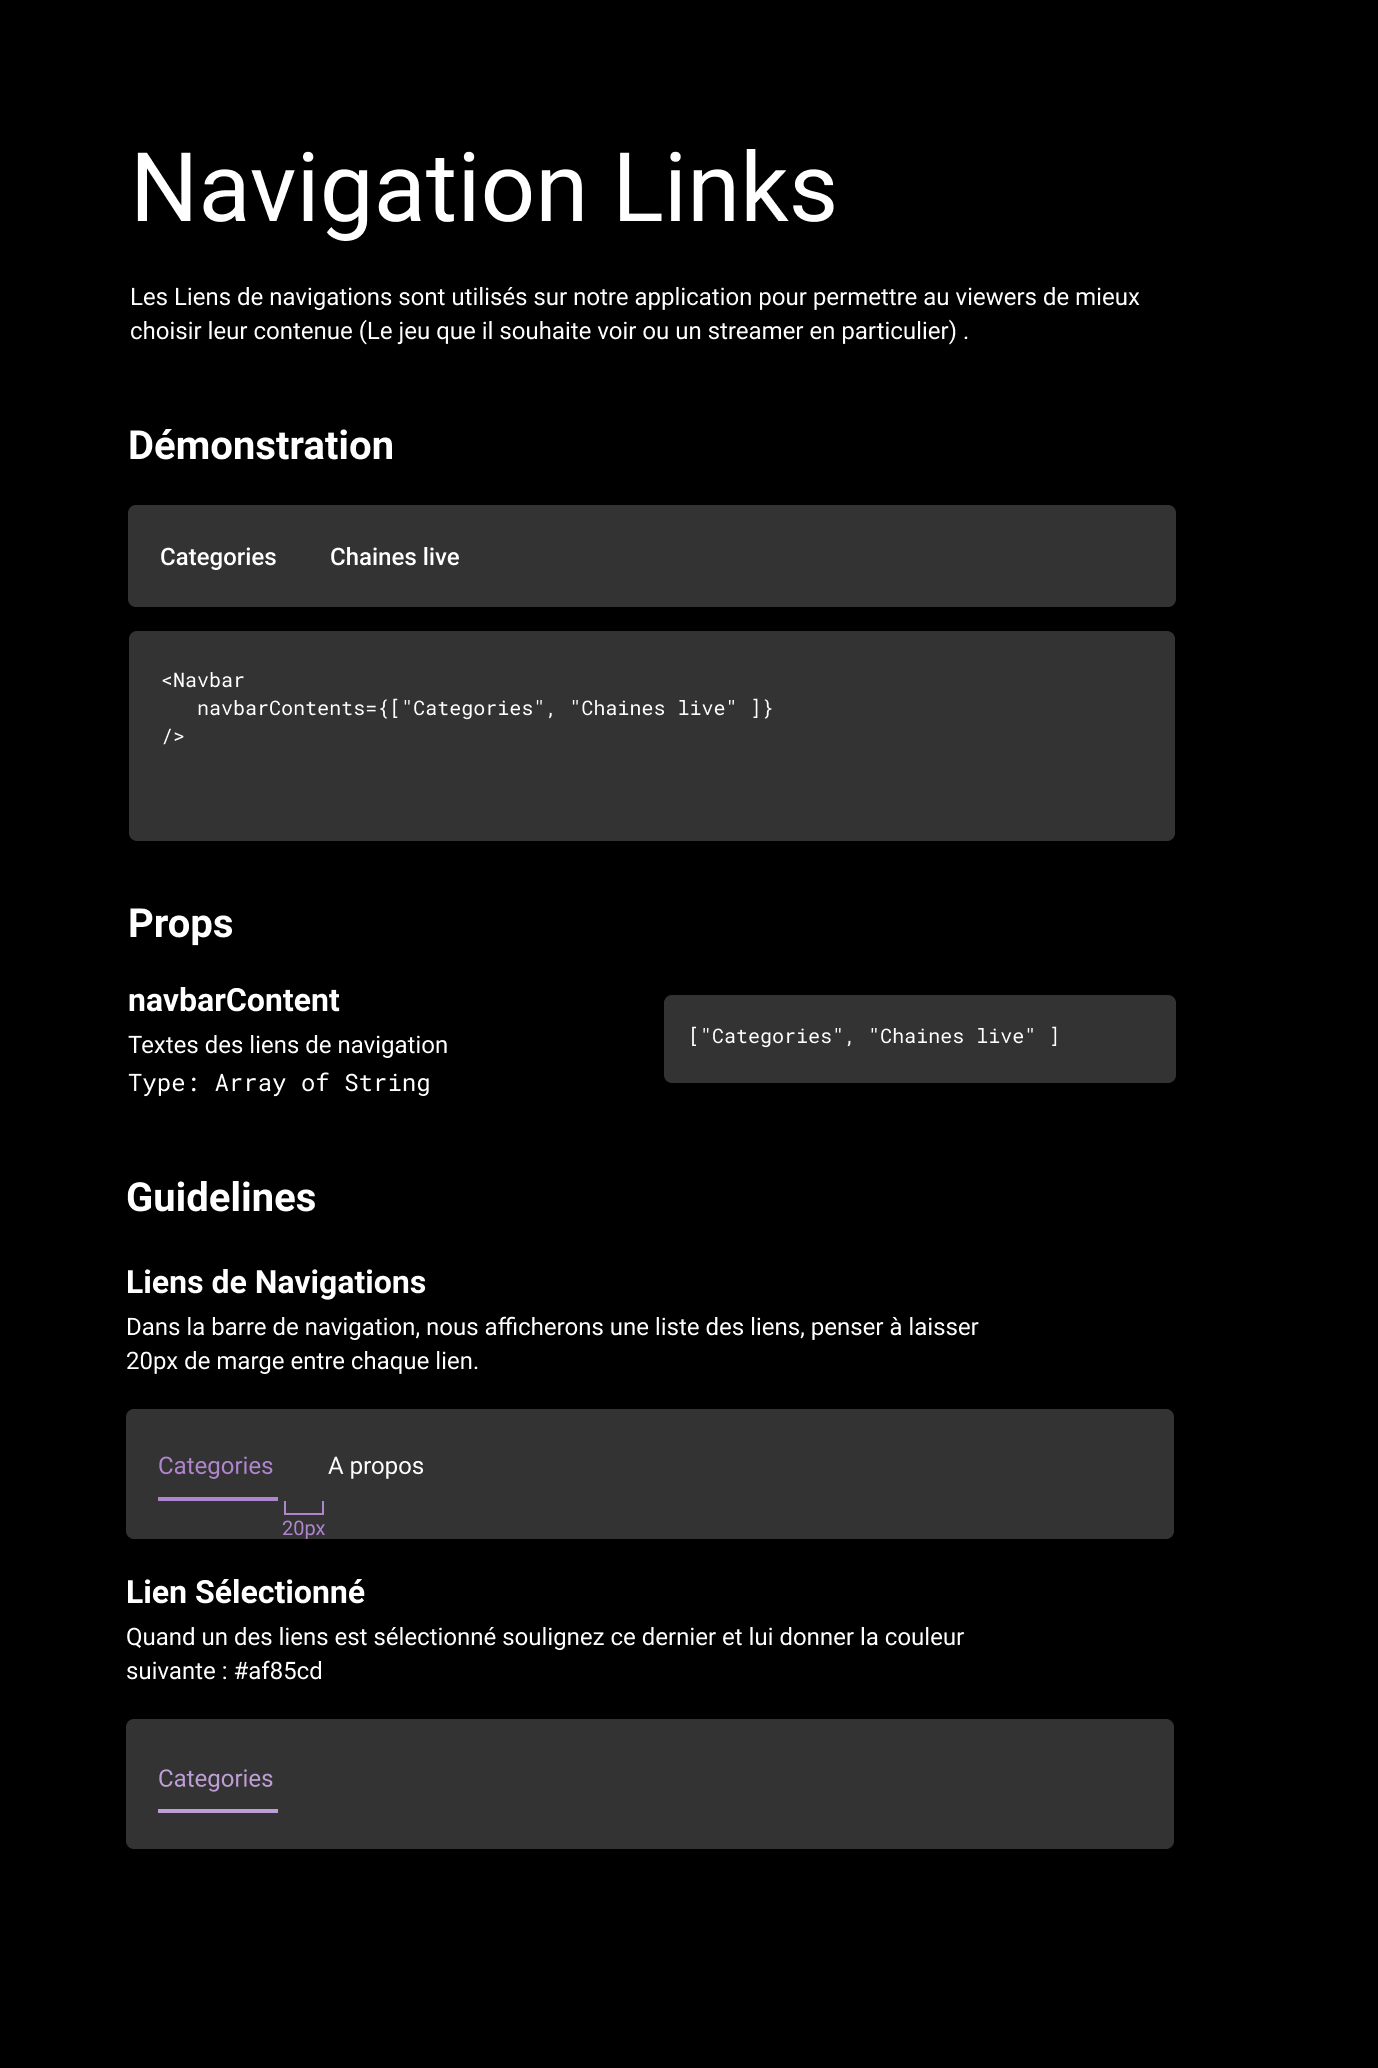 Navigation Links
Les Liens de navigations sont utilisés sur notre application pour permettre au viewers de mieux
choisir leur contenue (Le jeu que il souhaite voir ou un streamer en particulier) .
Démonstration
Categories Chaines live
<Navbar
navbarContents={["Categories", "Chaines live" ]}
/>
Props
navbarContent
Textes des liens de navigation
Type: Array of String
["Categories", "Chaines live" ]
Guidelines
Liens de Navigations
Dans la barre de navigation, nous afficherons une liste des liens, penser à laisser
20px de marge entre chaque lien.
Categories A propos
20px
Lien Sélectionné
Quand un des liens est sélectionné soulignez ce dernier et lui donner la couleur
suivante : #af85cd
Categories